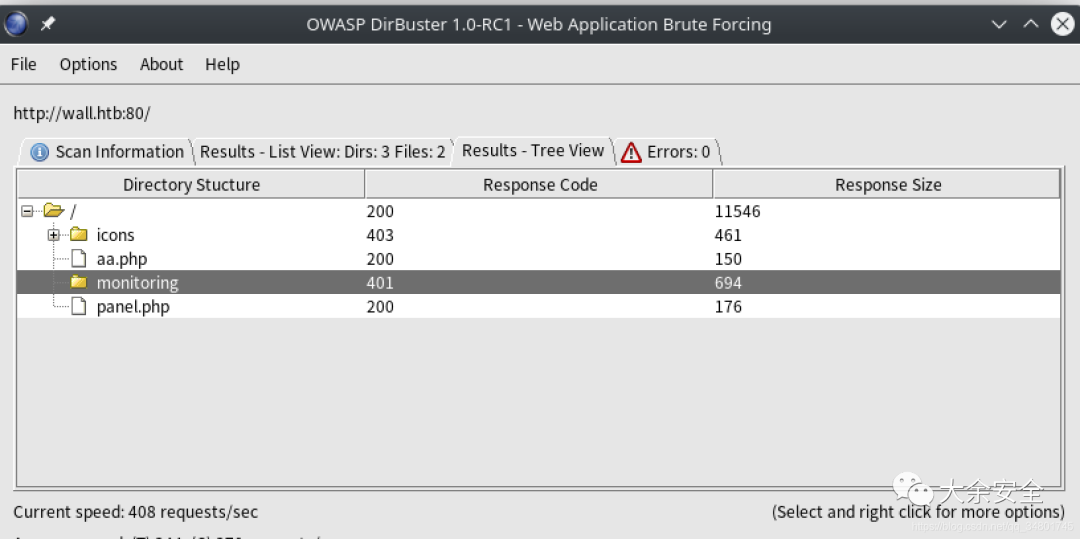 OWASP DirBuster 1.0-RC1 - Web Application Brute Forcing
File Options About Help
http://wall.htb:80/
Scan Information Results - List View: Dirs: 3 Files: 2 Results - Tree View Errors: 0
Directory Stucture Response Code Response Size
/ 200 11546
icons 403 461
aa.php 200 150
monitoring 401 694
panel.php 200 176
大余安全
Current speed: 408 requests/sec (Select and right click for more options)